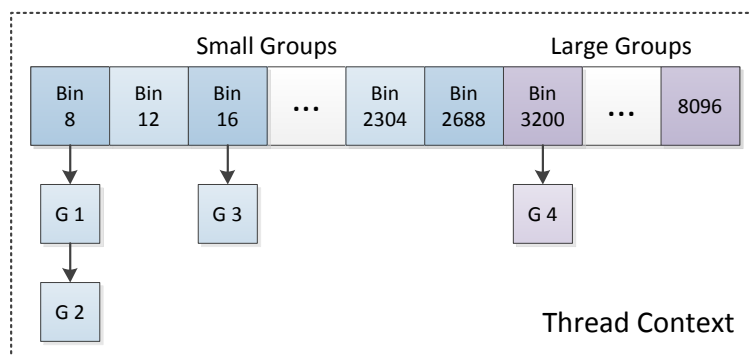 Small Groups
Large Groups
Bin
8
Bin
12
Bin
16
...
Bin
2304
Bin
2688
Bin
3200
...
8096
G 1
G 3
G 4
G 2
Thread Context